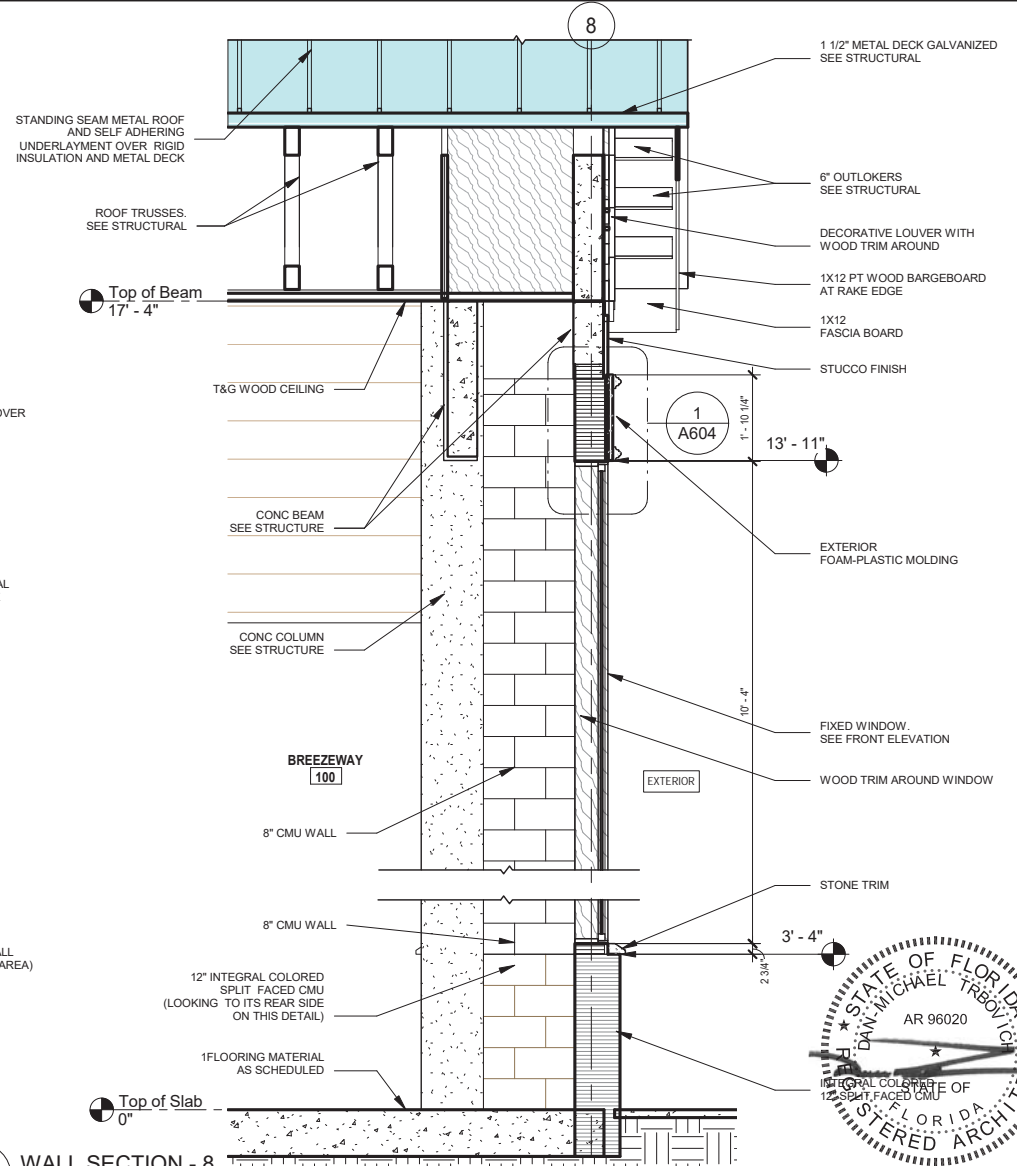 8
1 1/2" METAL DECK GALVANIZED
SEE STRUCTURAL
STANDING SEAM METAL ROOF
AND SELF ADHERING
UNDERLAYMENT OVER RIGID
INSULATION AND METAL DECK
6" OUTLOKERS
SEE STRUCTURAL
ROOF TRUSSES.
SEE STRUCTURAL
DECORATIVE LOUVER WITH
WOOD TRIM AROUND
1X12 PT WOOD BARGEBOARD
AT RAKE EDGE
Top of Beam
17' - 4"
1X12
FASCIA BOARD
STUCCO FINISH
T&G WOOD CEILING
OVER
1
A604
1' - 10 1/4"
13' - 11"
CONC BEAM
SEE STRUCTURE
EXTERIOR
FOAM-PLASTIC MOLDING
AL
CONC COLUMN
SEE STRUCTURE
10' - 4"
FIXED WINDOW.
SEE FRONT ELEVATION
BREEZEWAY
100
EXTERIOR
WOOD TRIM AROUND WINDOW
8" CMU WALL
STONE TRIM
8" CMU WALL
3' - 4"
2 3/4"
ALL
AREA)
12" INTEGRAL COLORED
SPLIT FACED CMU
(LOOKING TO ITS REAR SIDE
ON THIS DETAIL)
STATE OF FLORIDA
DAN-MICHAEL TRBOVICH
AR 96020
STATE OF
FLORIDA
REGISTERED ARCHIT
1FLOORING MATERIAL
AS SCHEDULED
INTEGRAL COLORED
12" SPLIT FACED CMU
Top of Slab
0"
WALL SECTION - 8